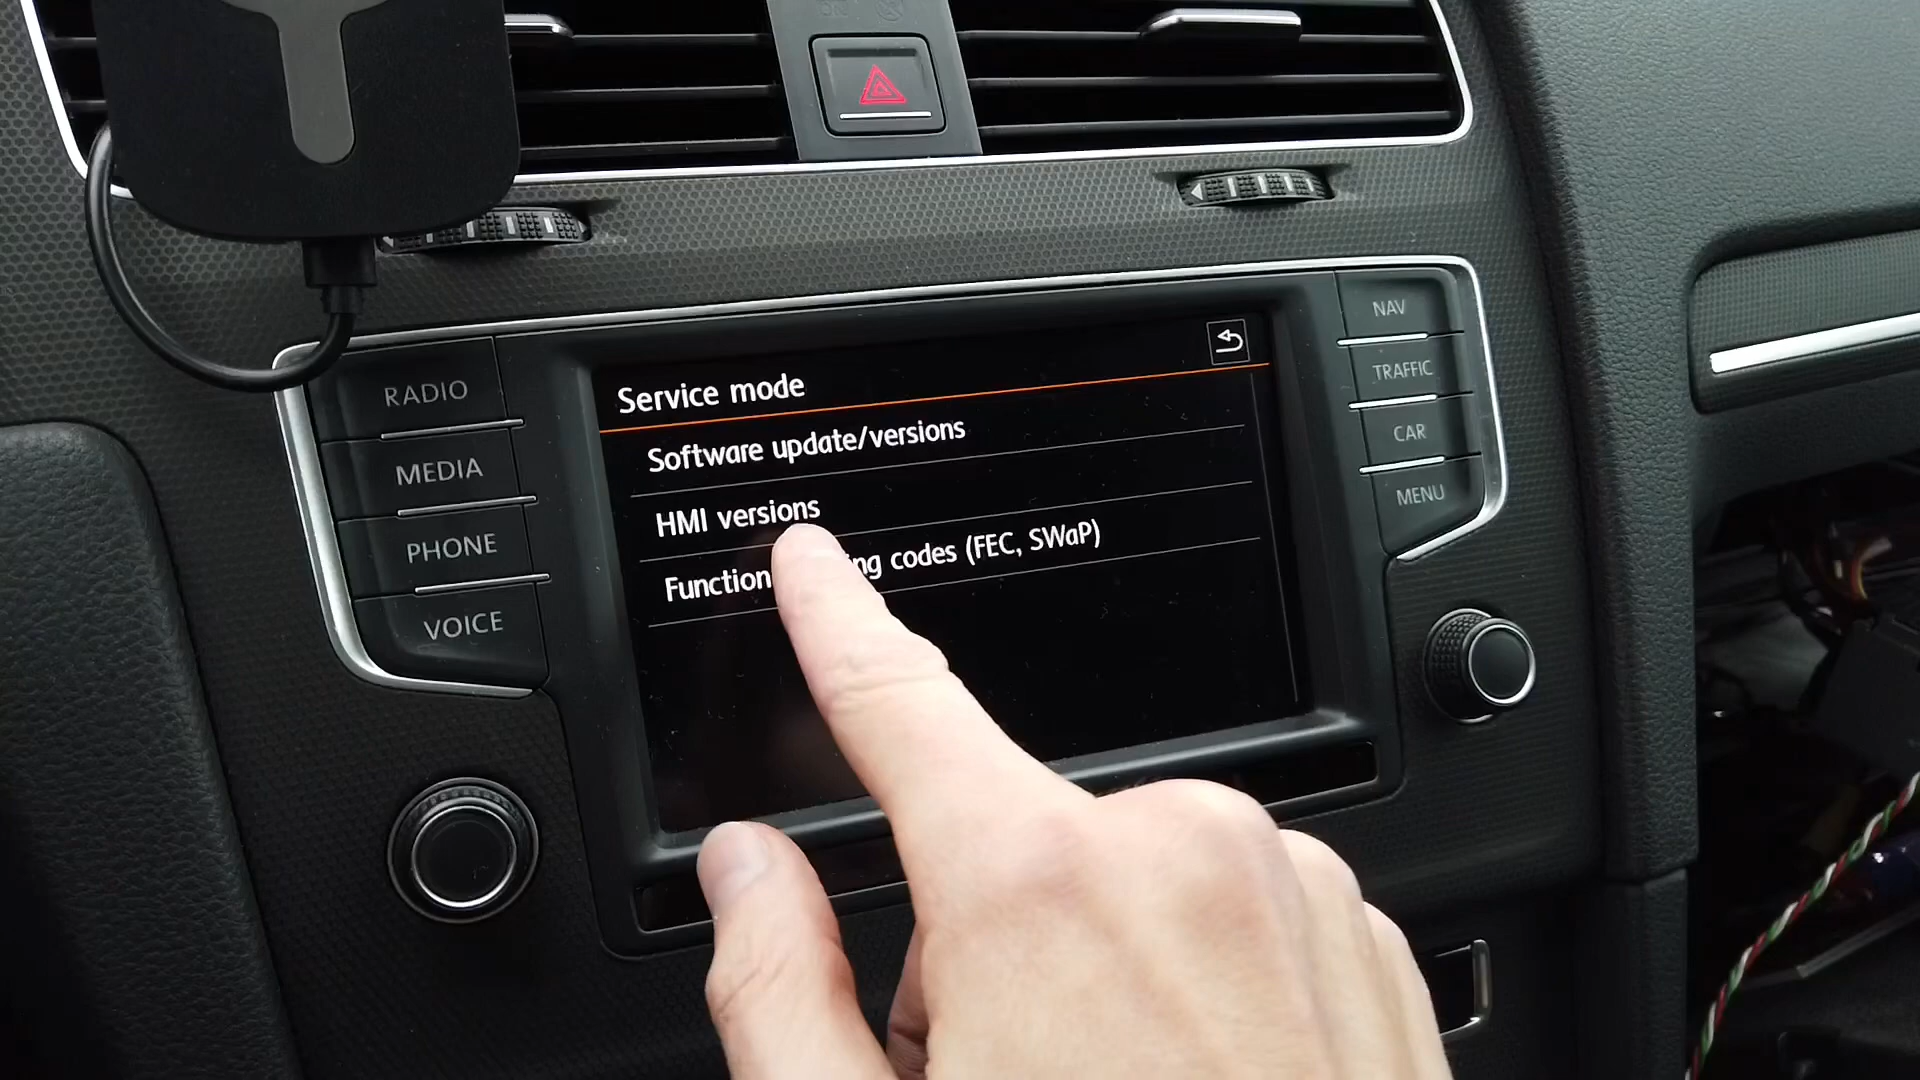 RADIO
MEDIA
PHONE
VOICE
Service mode
Software update/versions
HMI versions
Function codes (FEC, SWaP)
NAV
TRAFFIC
CAR
MENU